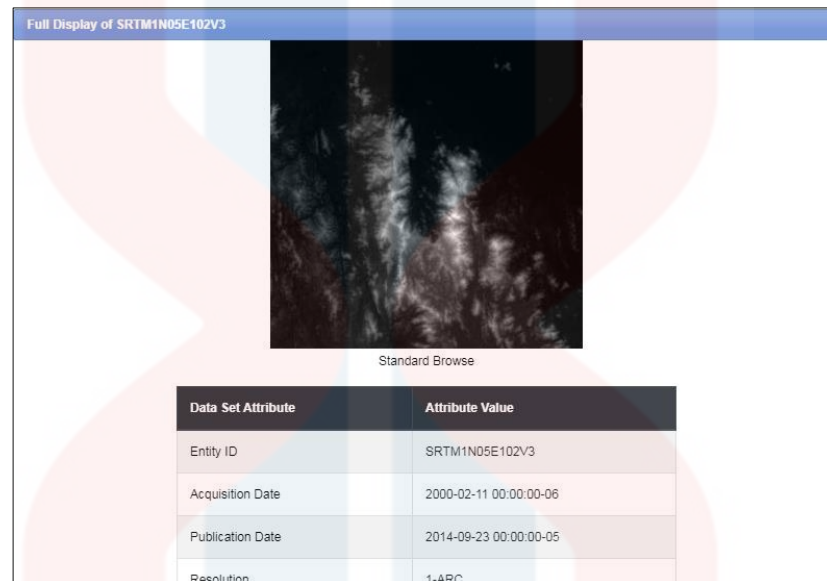 Full Display of SRTM1N05E102V3
Standard Browse
Data Set Attribute Attribute Value
Entity ID SRTM1N05E102V3
Acquisition Date 2000-02-11 00:00:00-06
Publication Date 2014-09-23 00:00:00-05
Resolution 1-ARC